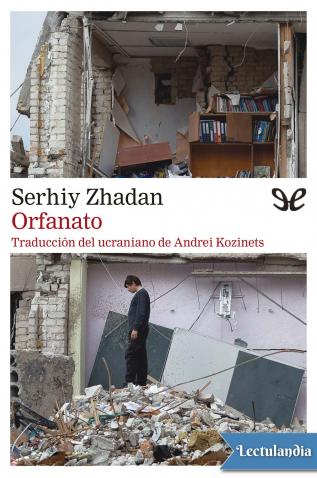 Serhiy Zhadan
Orfanato
Traducción del ucraniano de Andrei Kozinets
Lectulandia